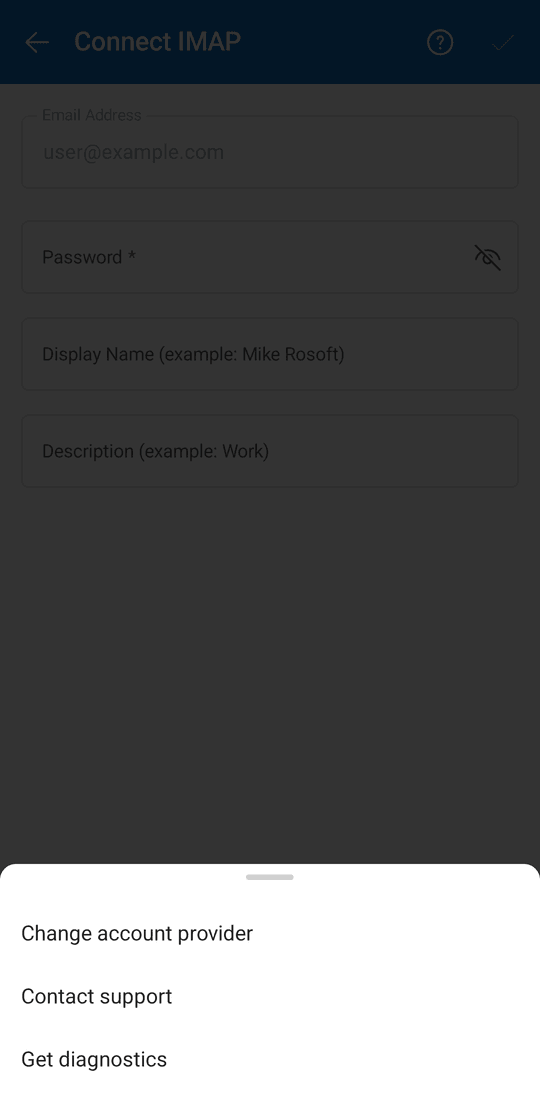 Connect IMAP
Email Address
user@example.com
Password *
Display Name (example: Mike Rosoft)
Description (example: Work)
Change account provider
Contact support
Get diagnostics